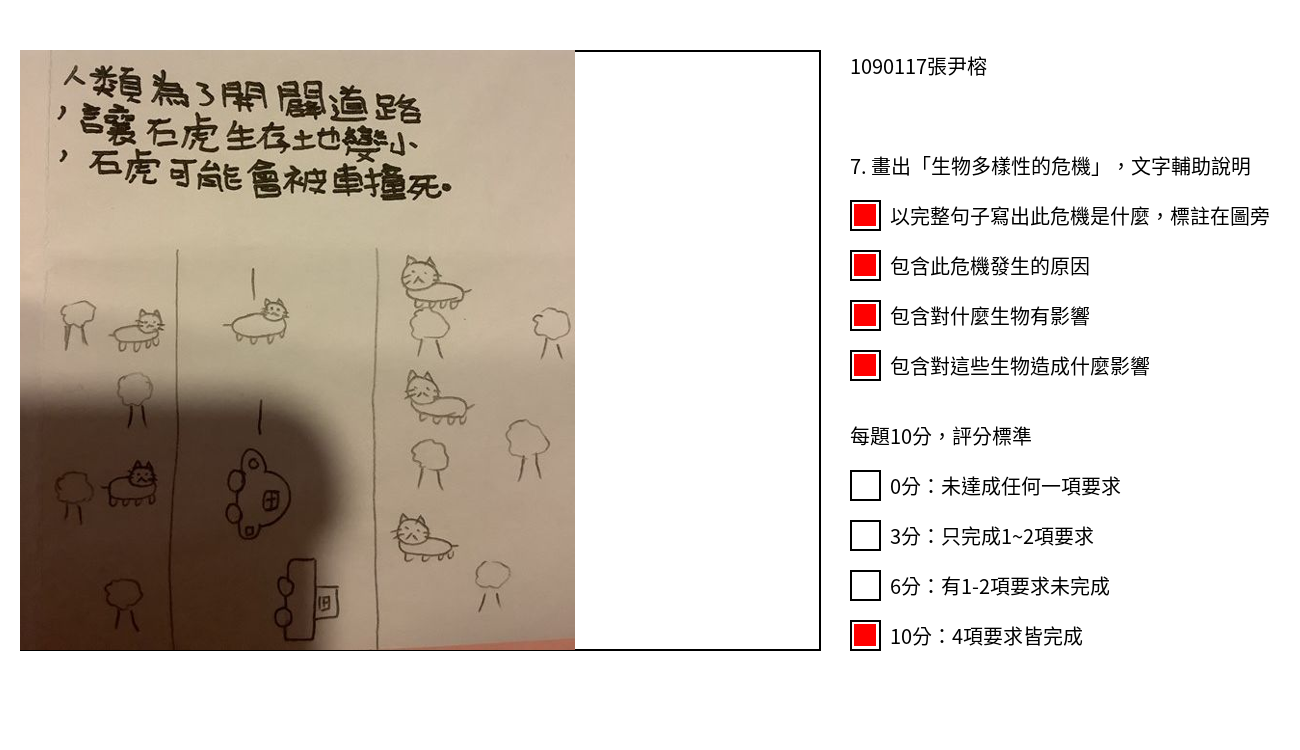 人類為了開闢道路
，讓石虎生存土地變小
，石虎可能會被車撞死。
1090117張尹榕
7. 畫出「生物多樣性的危機」，文字輔助說明
以完整句子寫出此危機是什麼，標註在圖旁
包含此危機發生的原因
包含對什麼生物有影響
包含對這些生物造成什麼影響
每題10分，評分標準
0分：未達成任何一項要求
3分：只完成1~2項要求
6分：有1-2項要求未完成
10分：4項要求皆完成